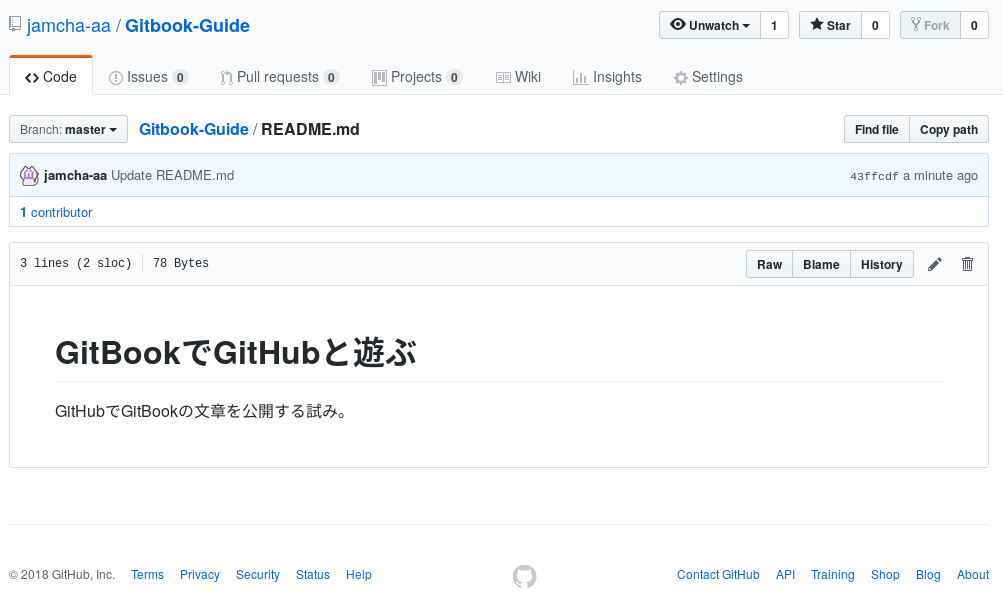 jamcha-aa / Gitbook-Guide Unwatch 1 Star 0 Fork 0
Code Issues 0 Pull requests 0 Projects 0 Wiki Insights Settings
Branch: master Gitbook-Guide / README.md Find file Copy path
jamcha-aa Update README.md 43ffcdf a minute ago
1 contributor
3 lines (2 sloc) 78 Bytes Raw Blame History
GitBookでGitHubと遊ぶ
GitHubでGitBookの文章を公開する試み。
© 2018 GitHub, Inc. Terms Privacy Security Status Help Contact GitHub API Training Shop Blog About